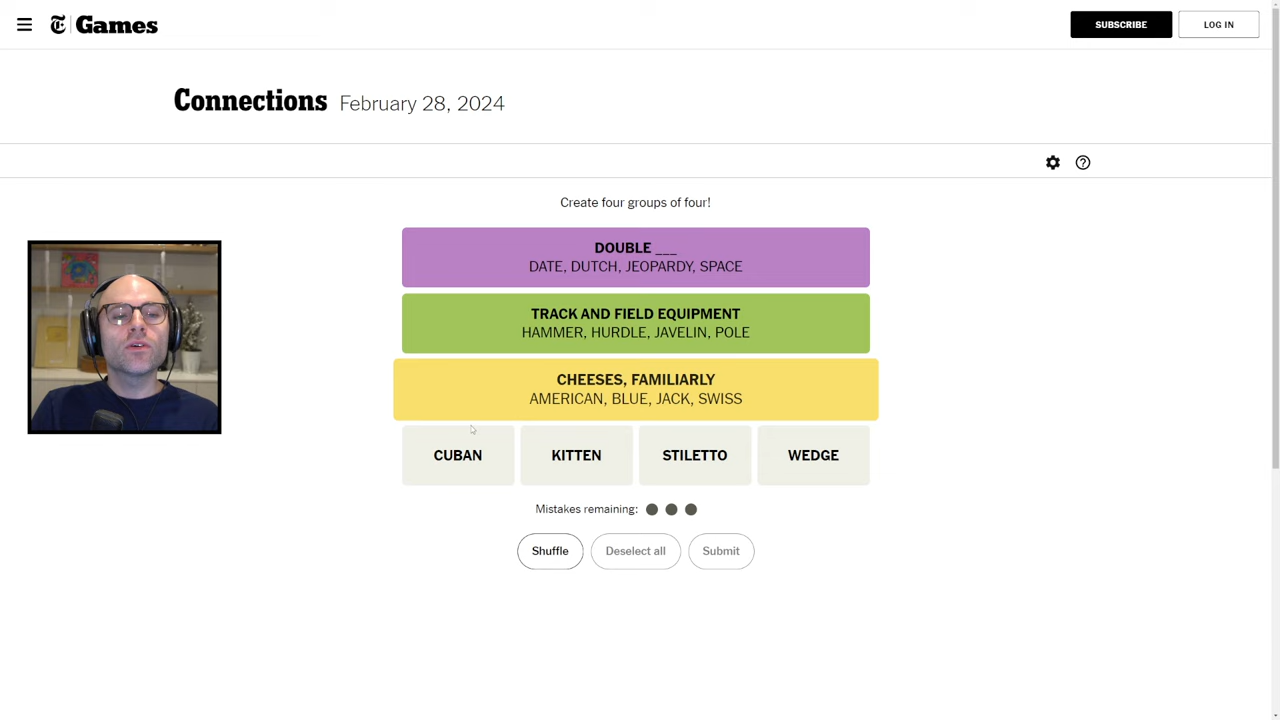 Games
SUBSCRIBE
LOG IN
Connections February 28, 2024
Create four groups of four!
DOUBLE ___
DATE, DUTCH, JEOPARDY, SPACE
TRACK AND FIELD EQUIPMENT
HAMMER, HURDLE, JAVELIN, POLE
CHEESES, FAMILIARLY
AMERICAN, BLUE, JACK, SWISS
CUBAN KITTEN STILETTO WEDGE
Mistakes remaining:
Shuffle Deselect all Submit